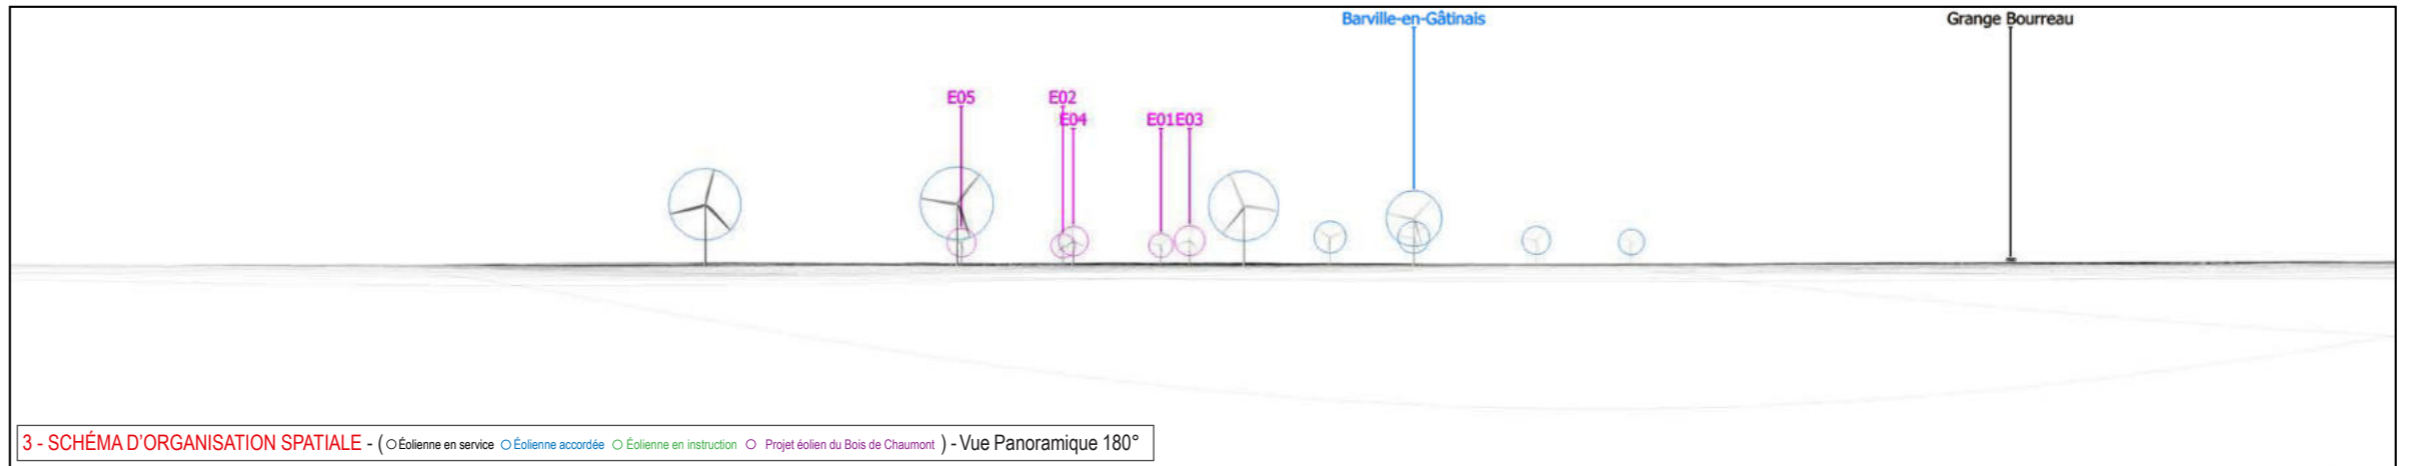 Barville-en-Gâtinais
Grange Bourreau
E05
E02
E04
E01
E03
3 - SCHÉMA D'ORGANISATION SPATIALE - ( Éolienne en service Éolienne accordée Éolienne en instruction Projet éolien du Bois de Chaumont ) - Vue Panoramique 180°